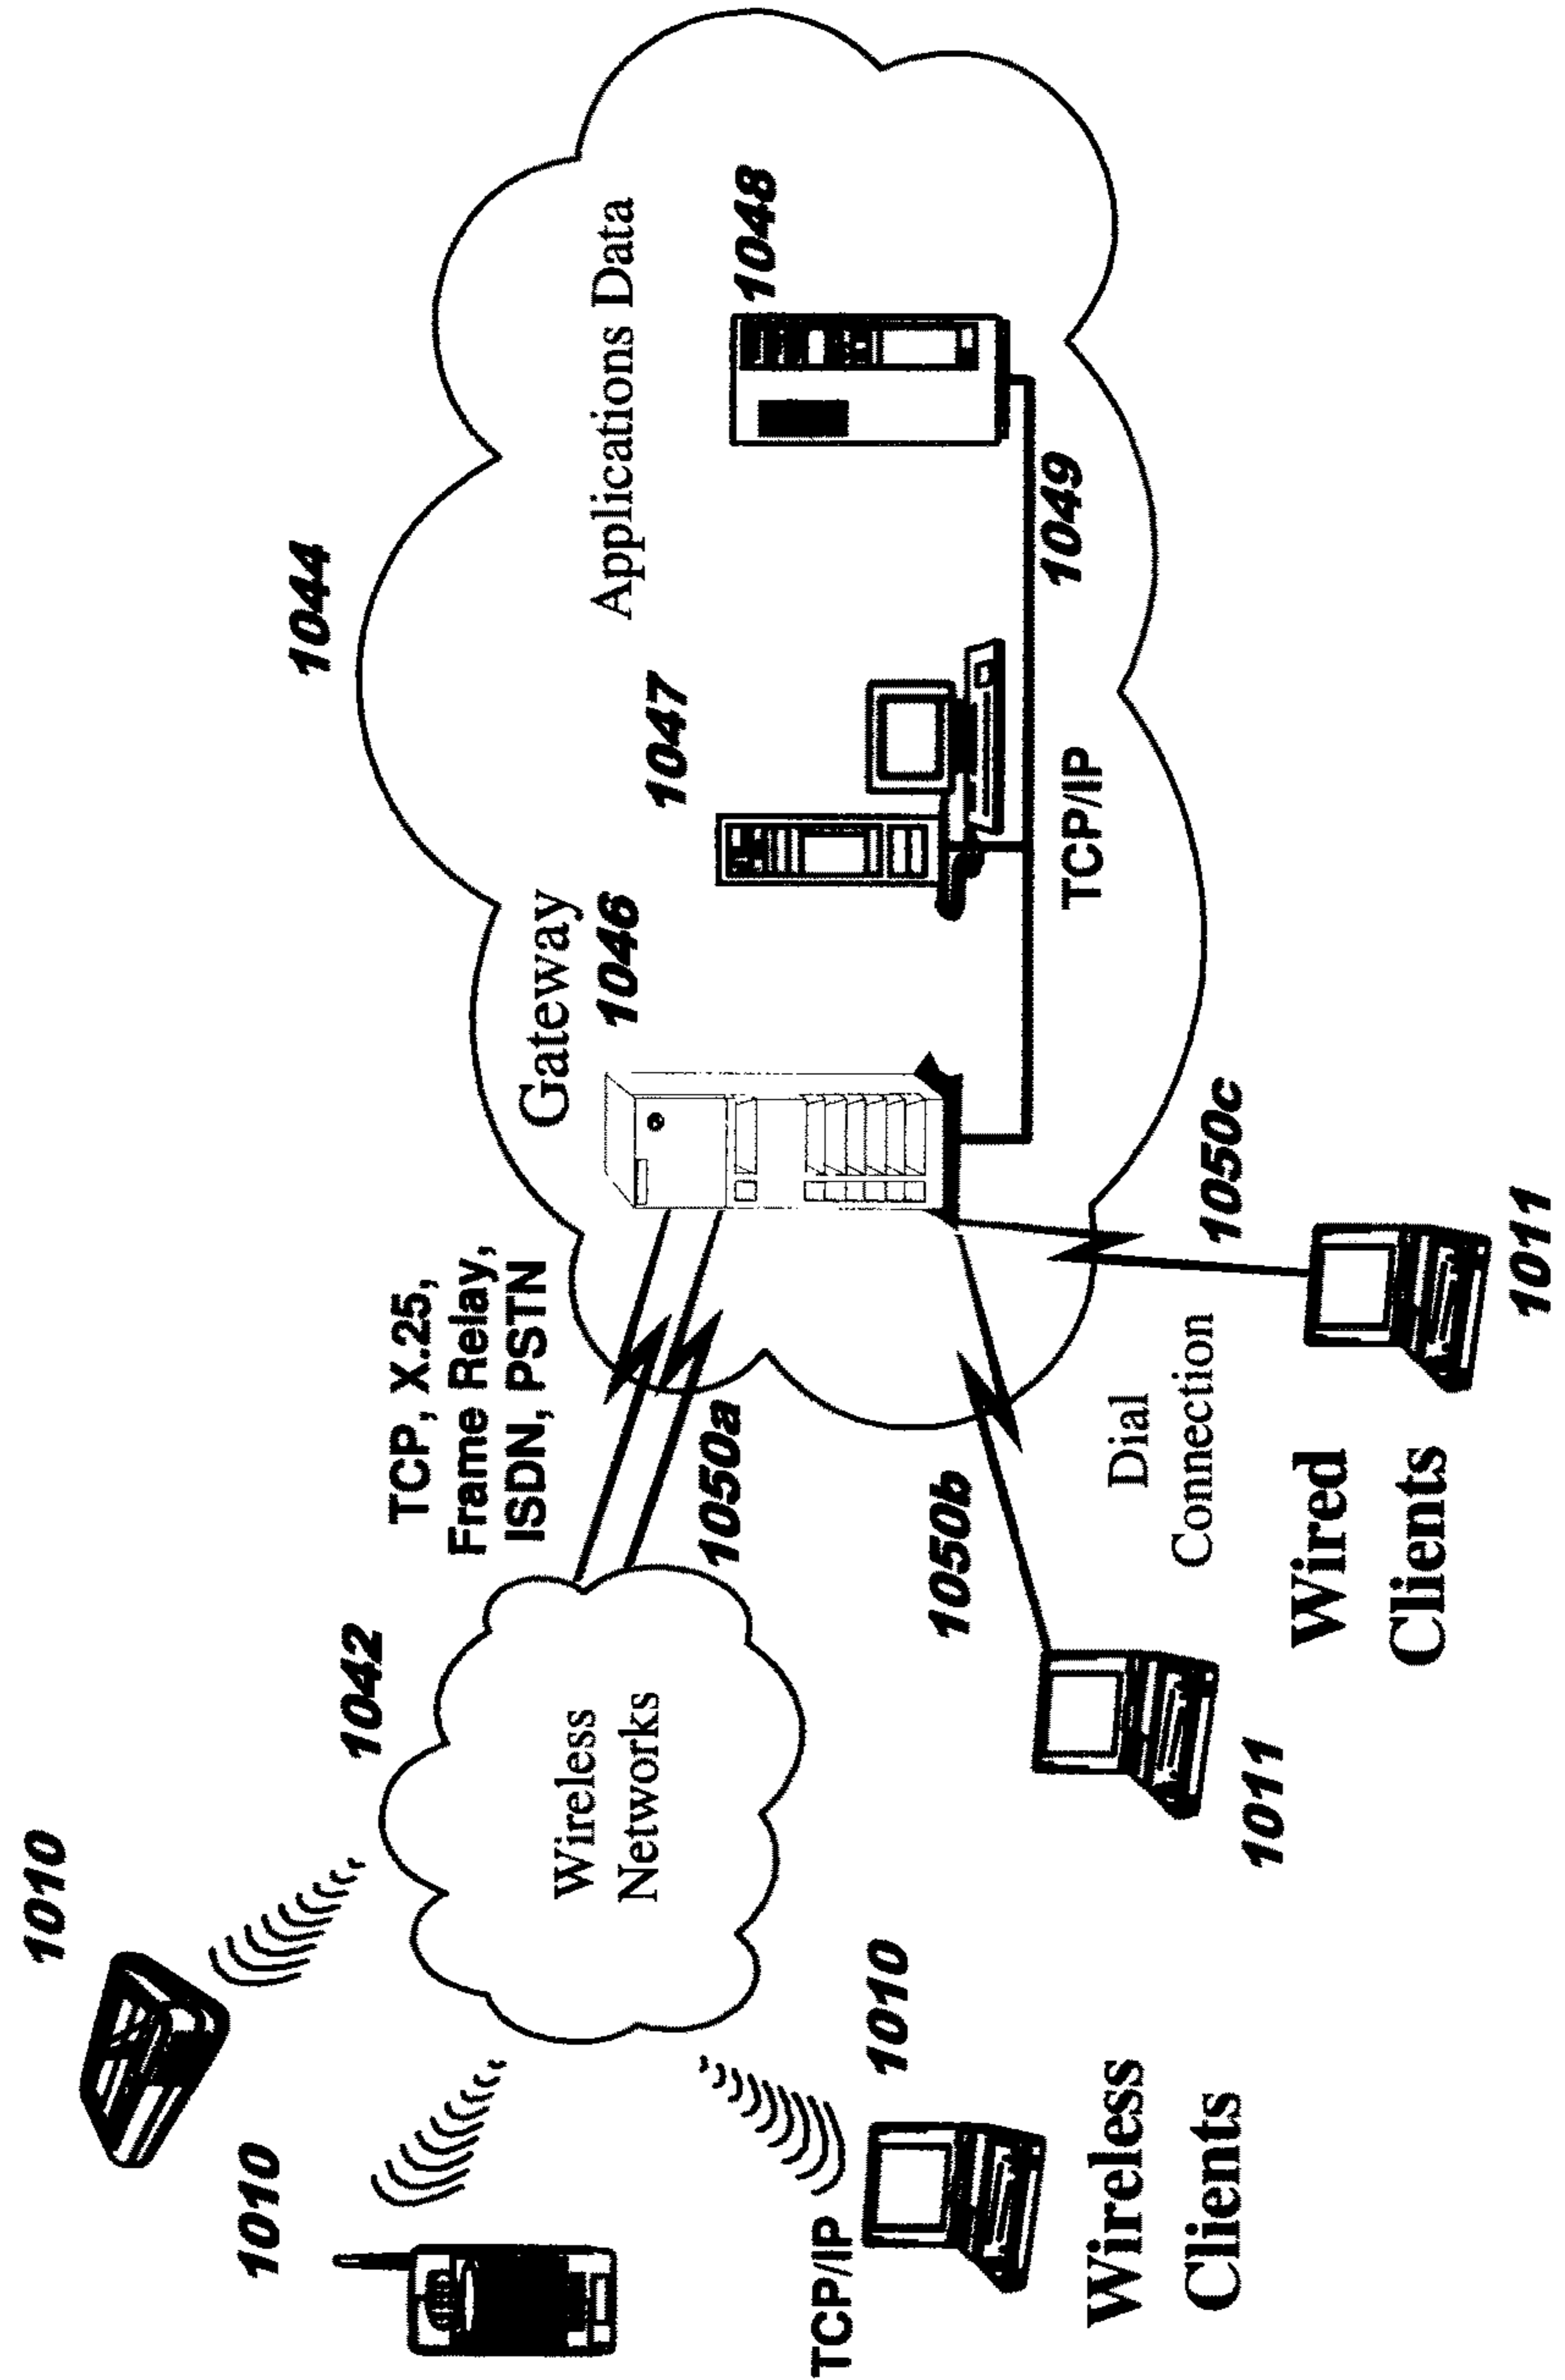 1010
1010
1042
TCP, X.25,
Frame Relay,
ISDN, PSTN
1044
Gateway
1046
1047
Applications Data
1048
Wireless
Networks
1050a
TCP/IP
1010
1050b
TCP/IP
1049
Wireless
Clients
1011
Dial
Connection
1050c
Wired
Clients
1011